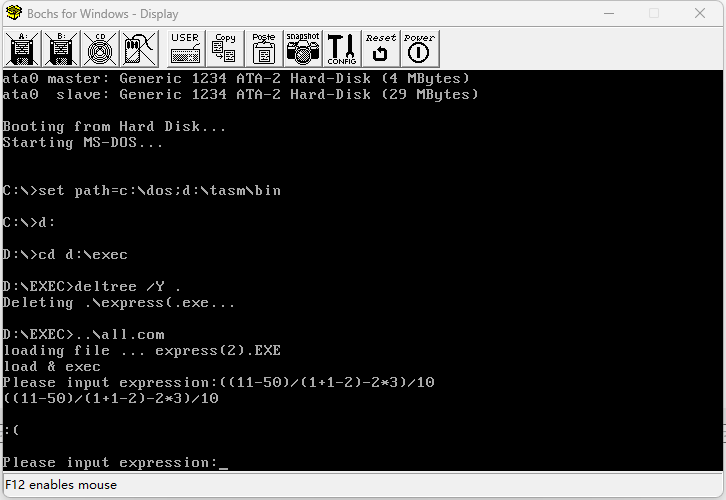 Bochs for Windows - Display
A:
B:
CD
USER
Copy
Paste
snapshot
CONFIG
Reset
Power
ata0 master: Generic 1234 ATA-2 Hard-Disk (4 MBytes)
ata0  slave: Generic 1234 ATA-2 Hard-Disk (29 MBytes)
Booting from Hard Disk...
Starting MS-DOS...
C:\>set path=c:\dos;d:\tasm\bin
C:\>d:
D:\>cd d:\exec
D:\EXEC>deltree /Y .
Deleting .\express(.exe...
D:\EXEC>..\all.com
loading file ... express(2).EXE
load & exec
Please input expression:((11-50)/(1+1-2)-2*3)/10
((11-50)/(1+1-2)-2*3)/10
:(
Please input expression:_
F12 enables mouse